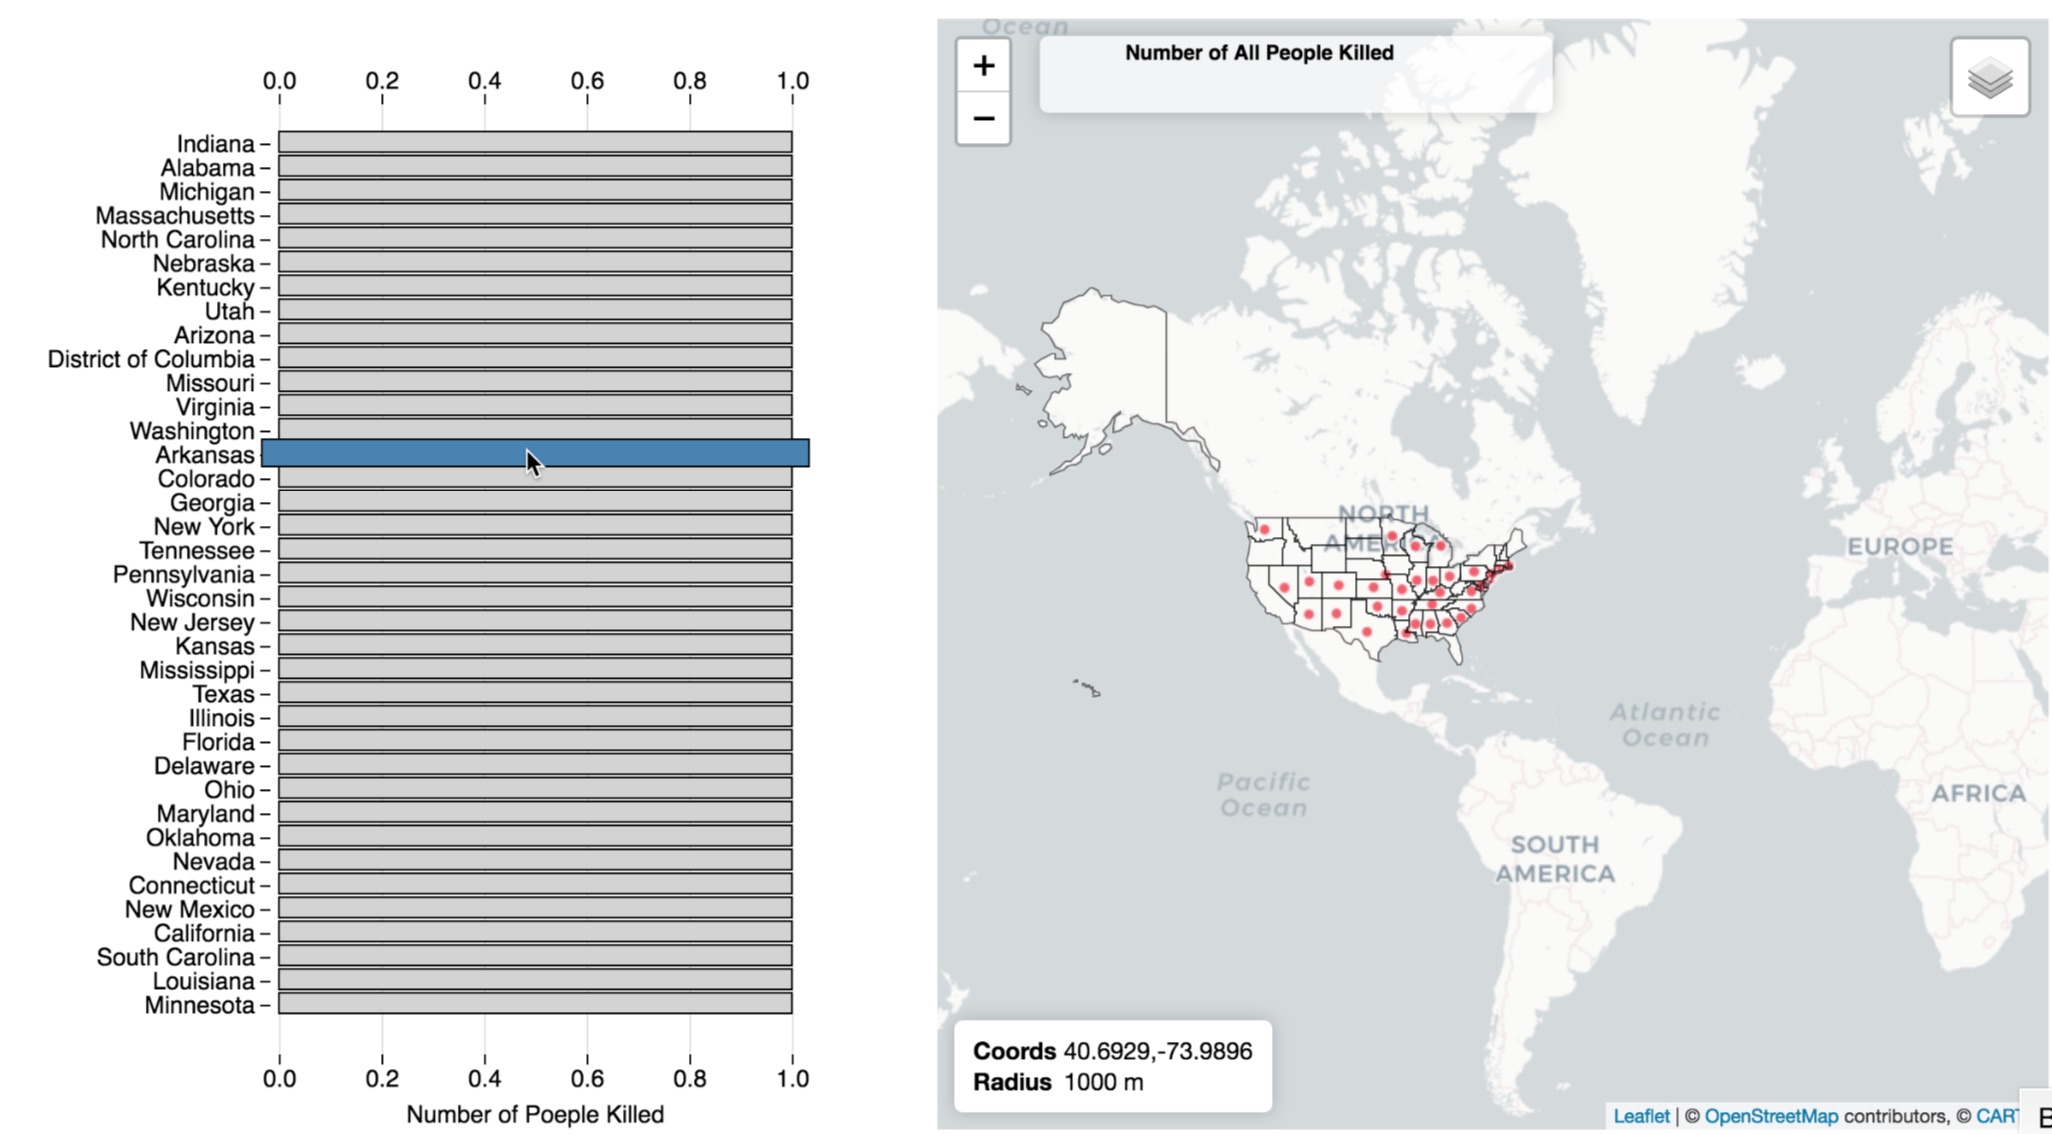 0.0 0.2 0.4 0.6 0.8 1.0
Indiana
Alabama
Michigan
Massachusetts
North Carolina
Nebraska
Kentucky
Utah
Arizona
District of Columbia
Missouri
Virginia
Washington
Arkansas
Colorado
Georgia
New York
Tennessee
Pennsylvania
Wisconsin
New Jersey
Kansas
Mississippi
Texas
Illinois
Florida
Delaware
Ohio
Maryland
Oklahoma
Nevada
Connecticut
New Mexico
California
South Carolina
Louisiana
Minnesota
0.0 0.2 0.4 0.6 0.8 1.0
Number of Poeple Killed
Ocean
+
−
Number of All People Killed
NORTH
AMERICA
EUROPE
Atlantic
Ocean
Pacific
Ocean
AFRICA
SOUTH
AMERICA
Coords 40.6929,-73.9896
Radius 1000 m
Leaflet | © OpenStreetMap contributors, © CART
B